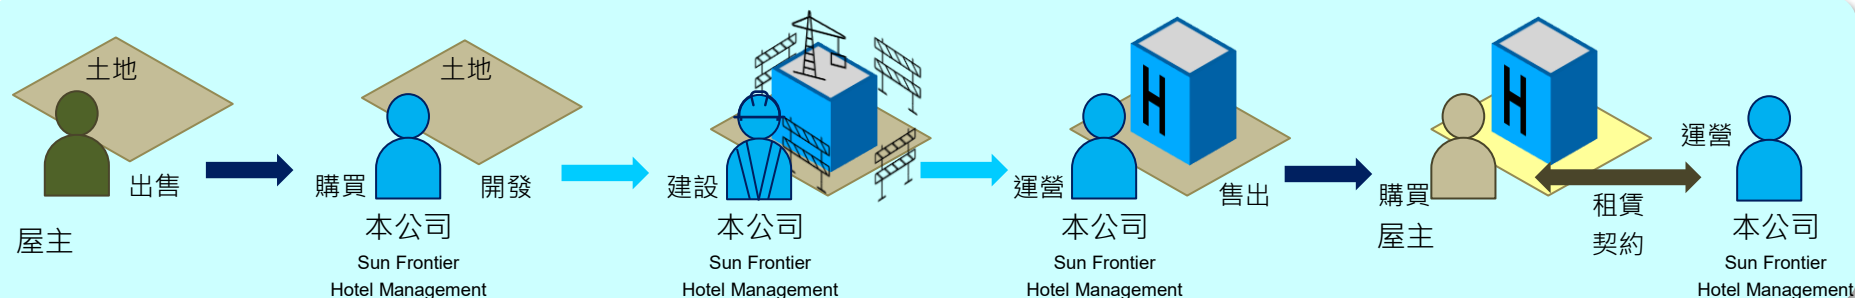 土地
出售
屋主
土地
購買
開發
本公司
Sun Frontier
Hotel Management
建設
本公司
Sun Frontier
Hotel Management
運營
售出
本公司
Sun Frontier
Hotel Management
H
購買
屋主
H
租賃
契約
運營
本公司
Sun Frontier
Hotel Management